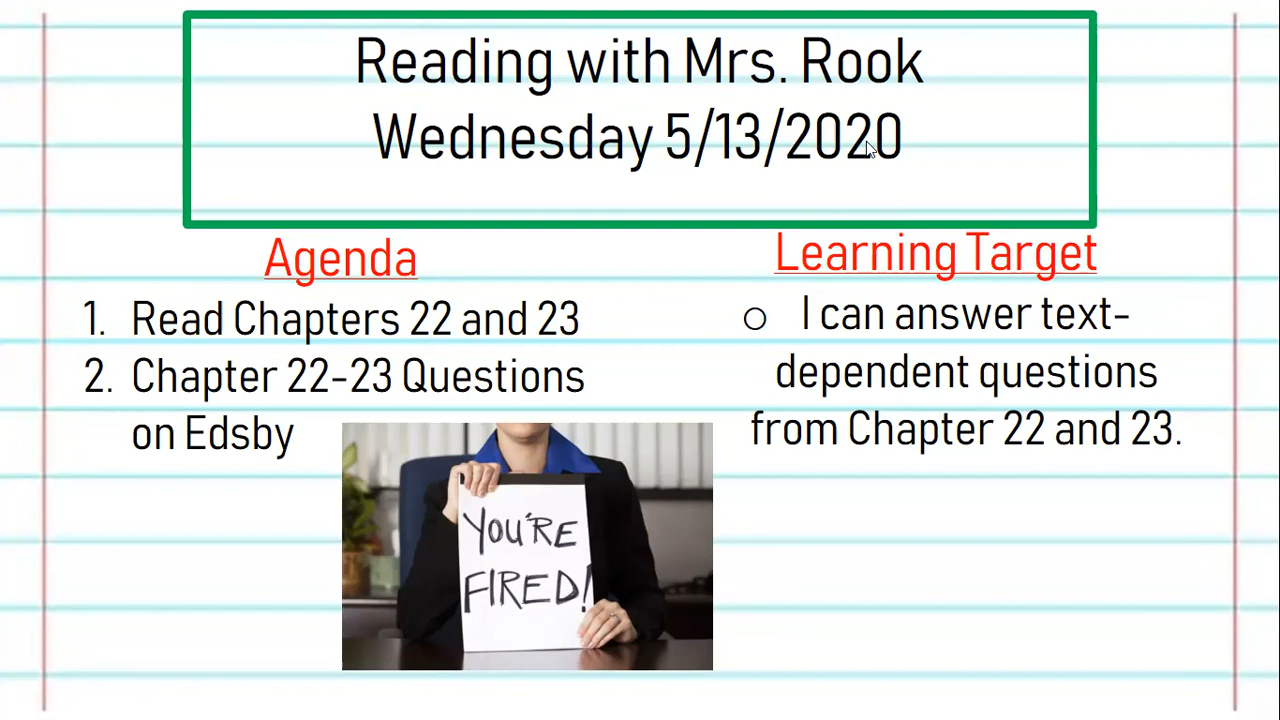 Reading with Mrs. Rook
Wednesday 5/13/2020
Agenda
1. Read Chapters 22 and 23
2. Chapter 22-23 Questions
on Edsby
Learning Target
o I can answer text-
dependent questions
from Chapter 22 and 23.
YOU'RE
FIRED!